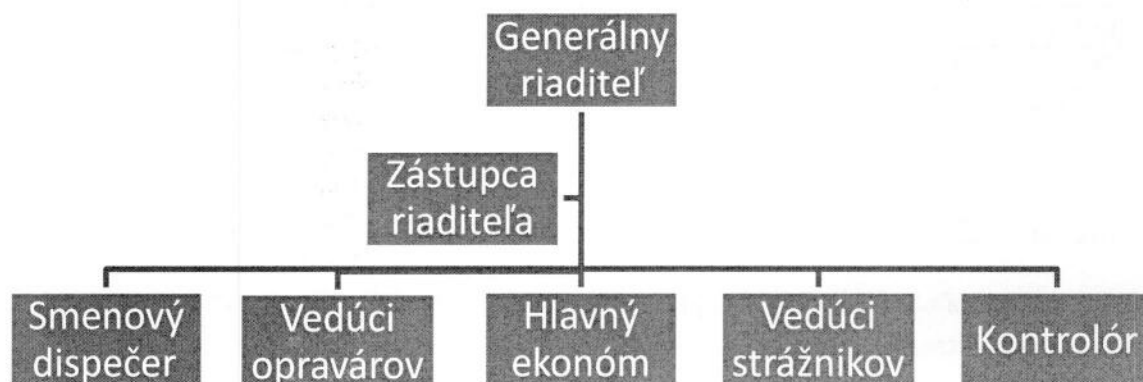 Generálny
riaditeľ
Zástupca
riaditeľa
Smenový
dispečer
Vedúci
opravárov
Hlavný
ekonóm
Vedúci
strážnikov
Kontrolór